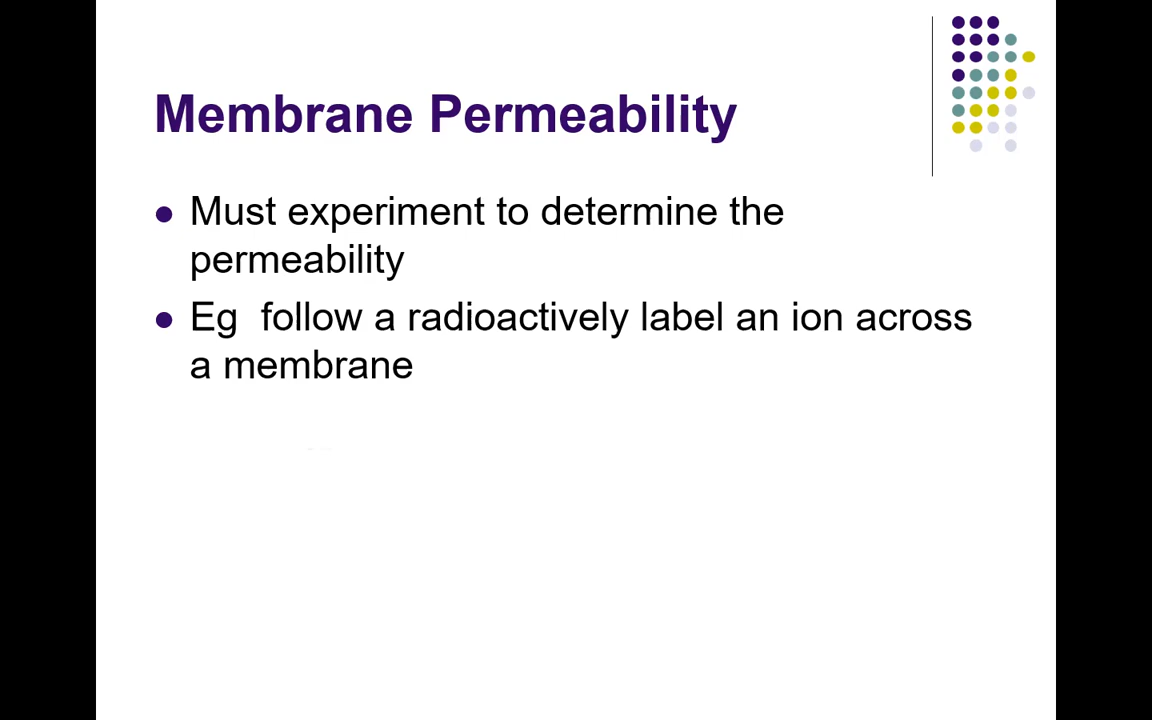 Membrane Permeability
Must experiment to determine the
permeability
Eg  follow a radioactively label an ion across
a membrane